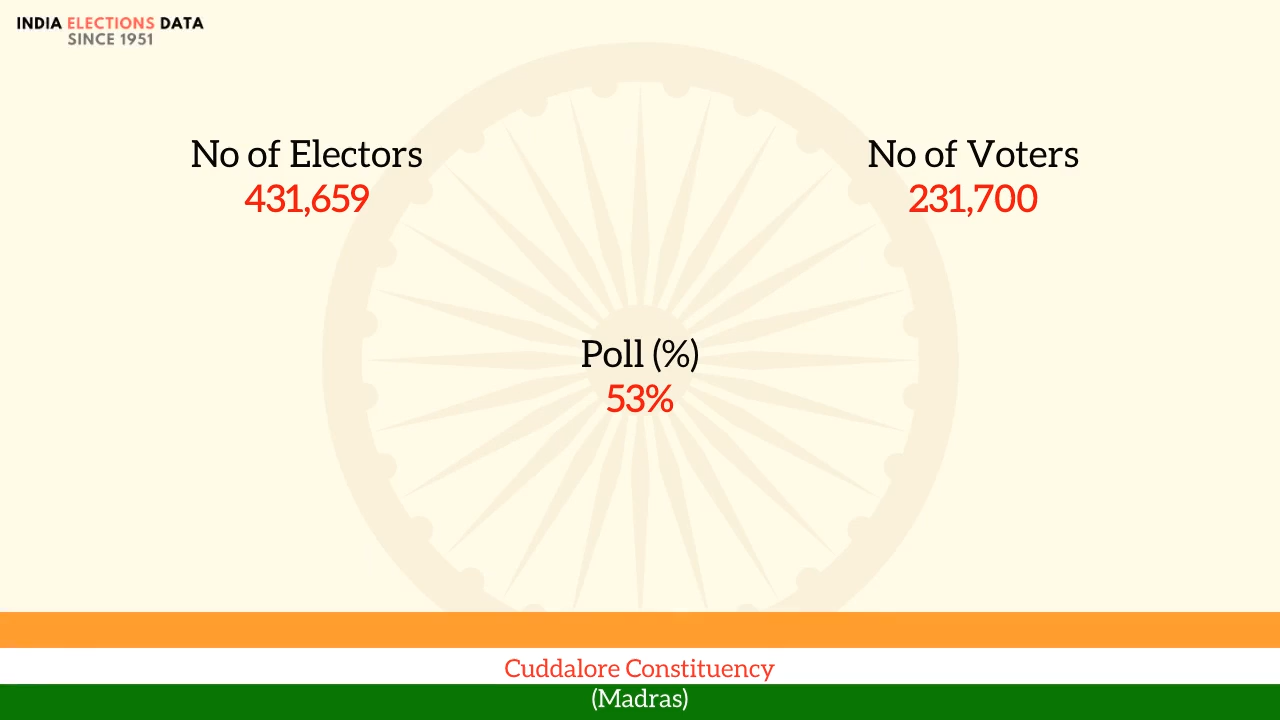 INDIA ELECTIONS DATA
SINCE 1951
No of Electors
431,659
No of Voters
231,700
Poll (%)
53%
Cuddalore Constituency
(Madras)